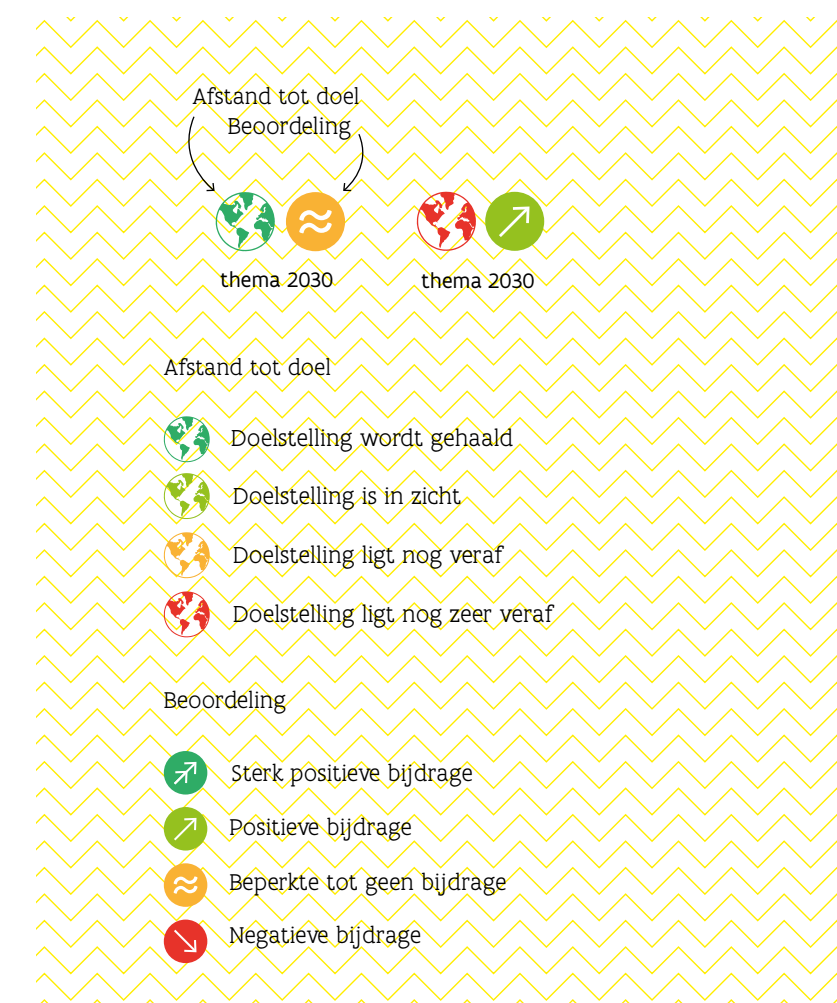 Afstand tot doel
Beoordeling
thema 2030
thema 2030
Afstand tot doel
Doelstelling wordt gehaald
Doelstelling is in zicht
Doelstelling ligt nog veraf
Doelstelling ligt nog zeer veraf
Beoordeling
Sterk positieve bijdrage
Positieve bijdrage
Beperkte tot geen bijdrage
Negatieve bijdrage